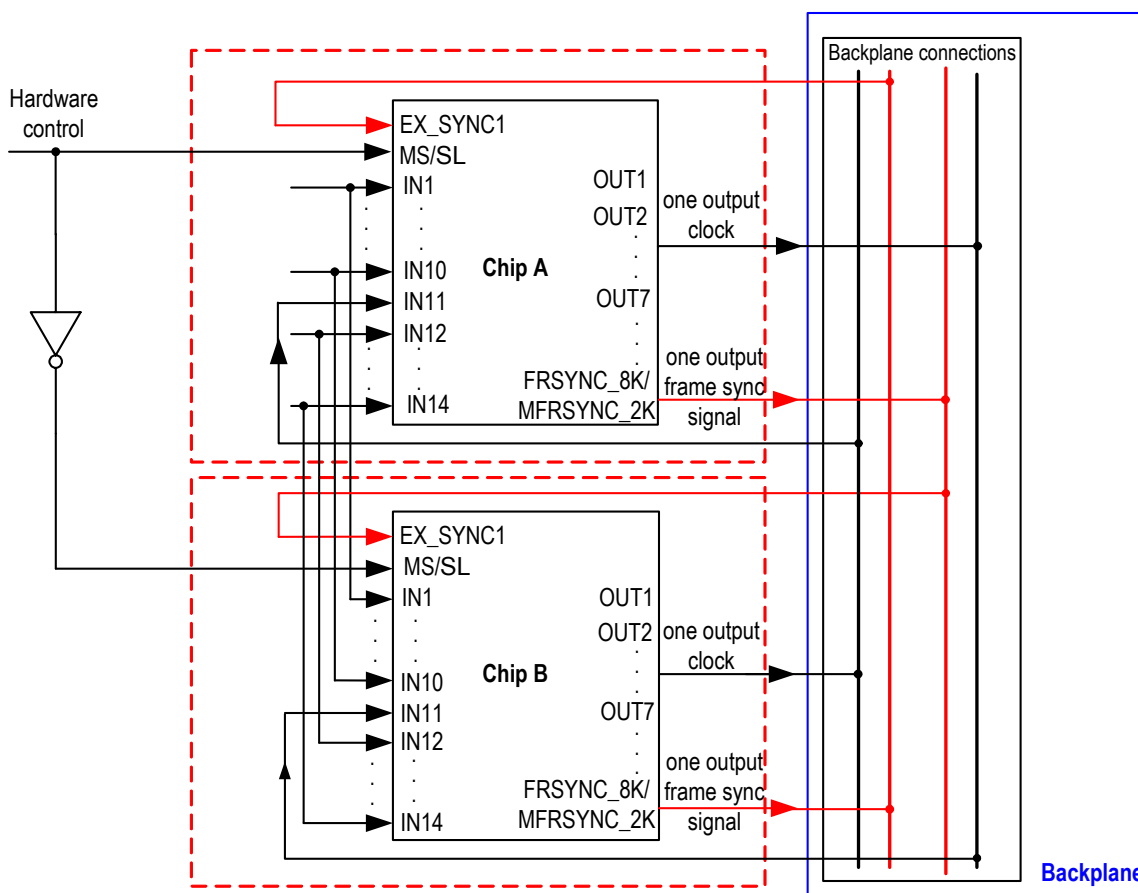 Backplane connections
Hardware
control
EX_SYNC1
MS/SL
IN1
IN10
IN11
IN12
IN14
Chip A
OUT1
OUT2
OUT7
FRSYNC_8K/
MFRSYNC_2K
one output
clock
one output
frame sync
signal
EX_SYNC1
MS/SL
IN1
IN10
IN11
IN12
IN14
Chip B
OUT1
OUT2
OUT7
FRSYNC_8K/
MFRSYNC_2K
one output
clock
one output
frame sync
signal
Backplane